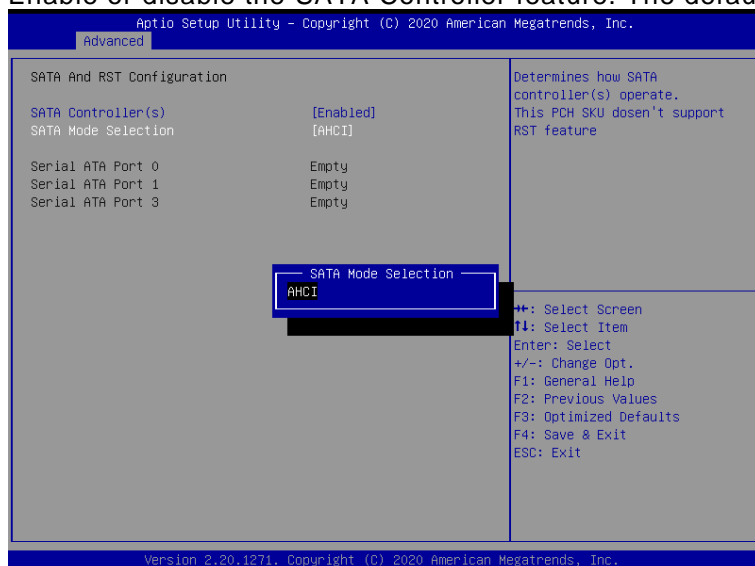 Enable or disable the SATA Controller feature. The defau
Aptio Setup Utility – Copyright (C) 2020 American Megatrends, Inc.
Advanced
SATA And RST Configuration
SATA Controller(s) [Enabled]
SATA Mode Selection [AHCI]
Serial ATA Port 0 Empty
Serial ATA Port 1 Empty
Serial ATA Port 3 Empty
SATA Mode Selection
AHCI
Determines how SATA
controller(s) operate.
This PCH SKU dosen't support
RST feature
→←: Select Screen
↑↓: Select Item
Enter: Select
+/-: Change Opt.
F1: General Help
F2: Previous Values
F3: Optimized Defaults
F4: Save & Exit
ESC: Exit
Version 2.20.1271. Copyright (C) 2020 American Megatrends, Inc.